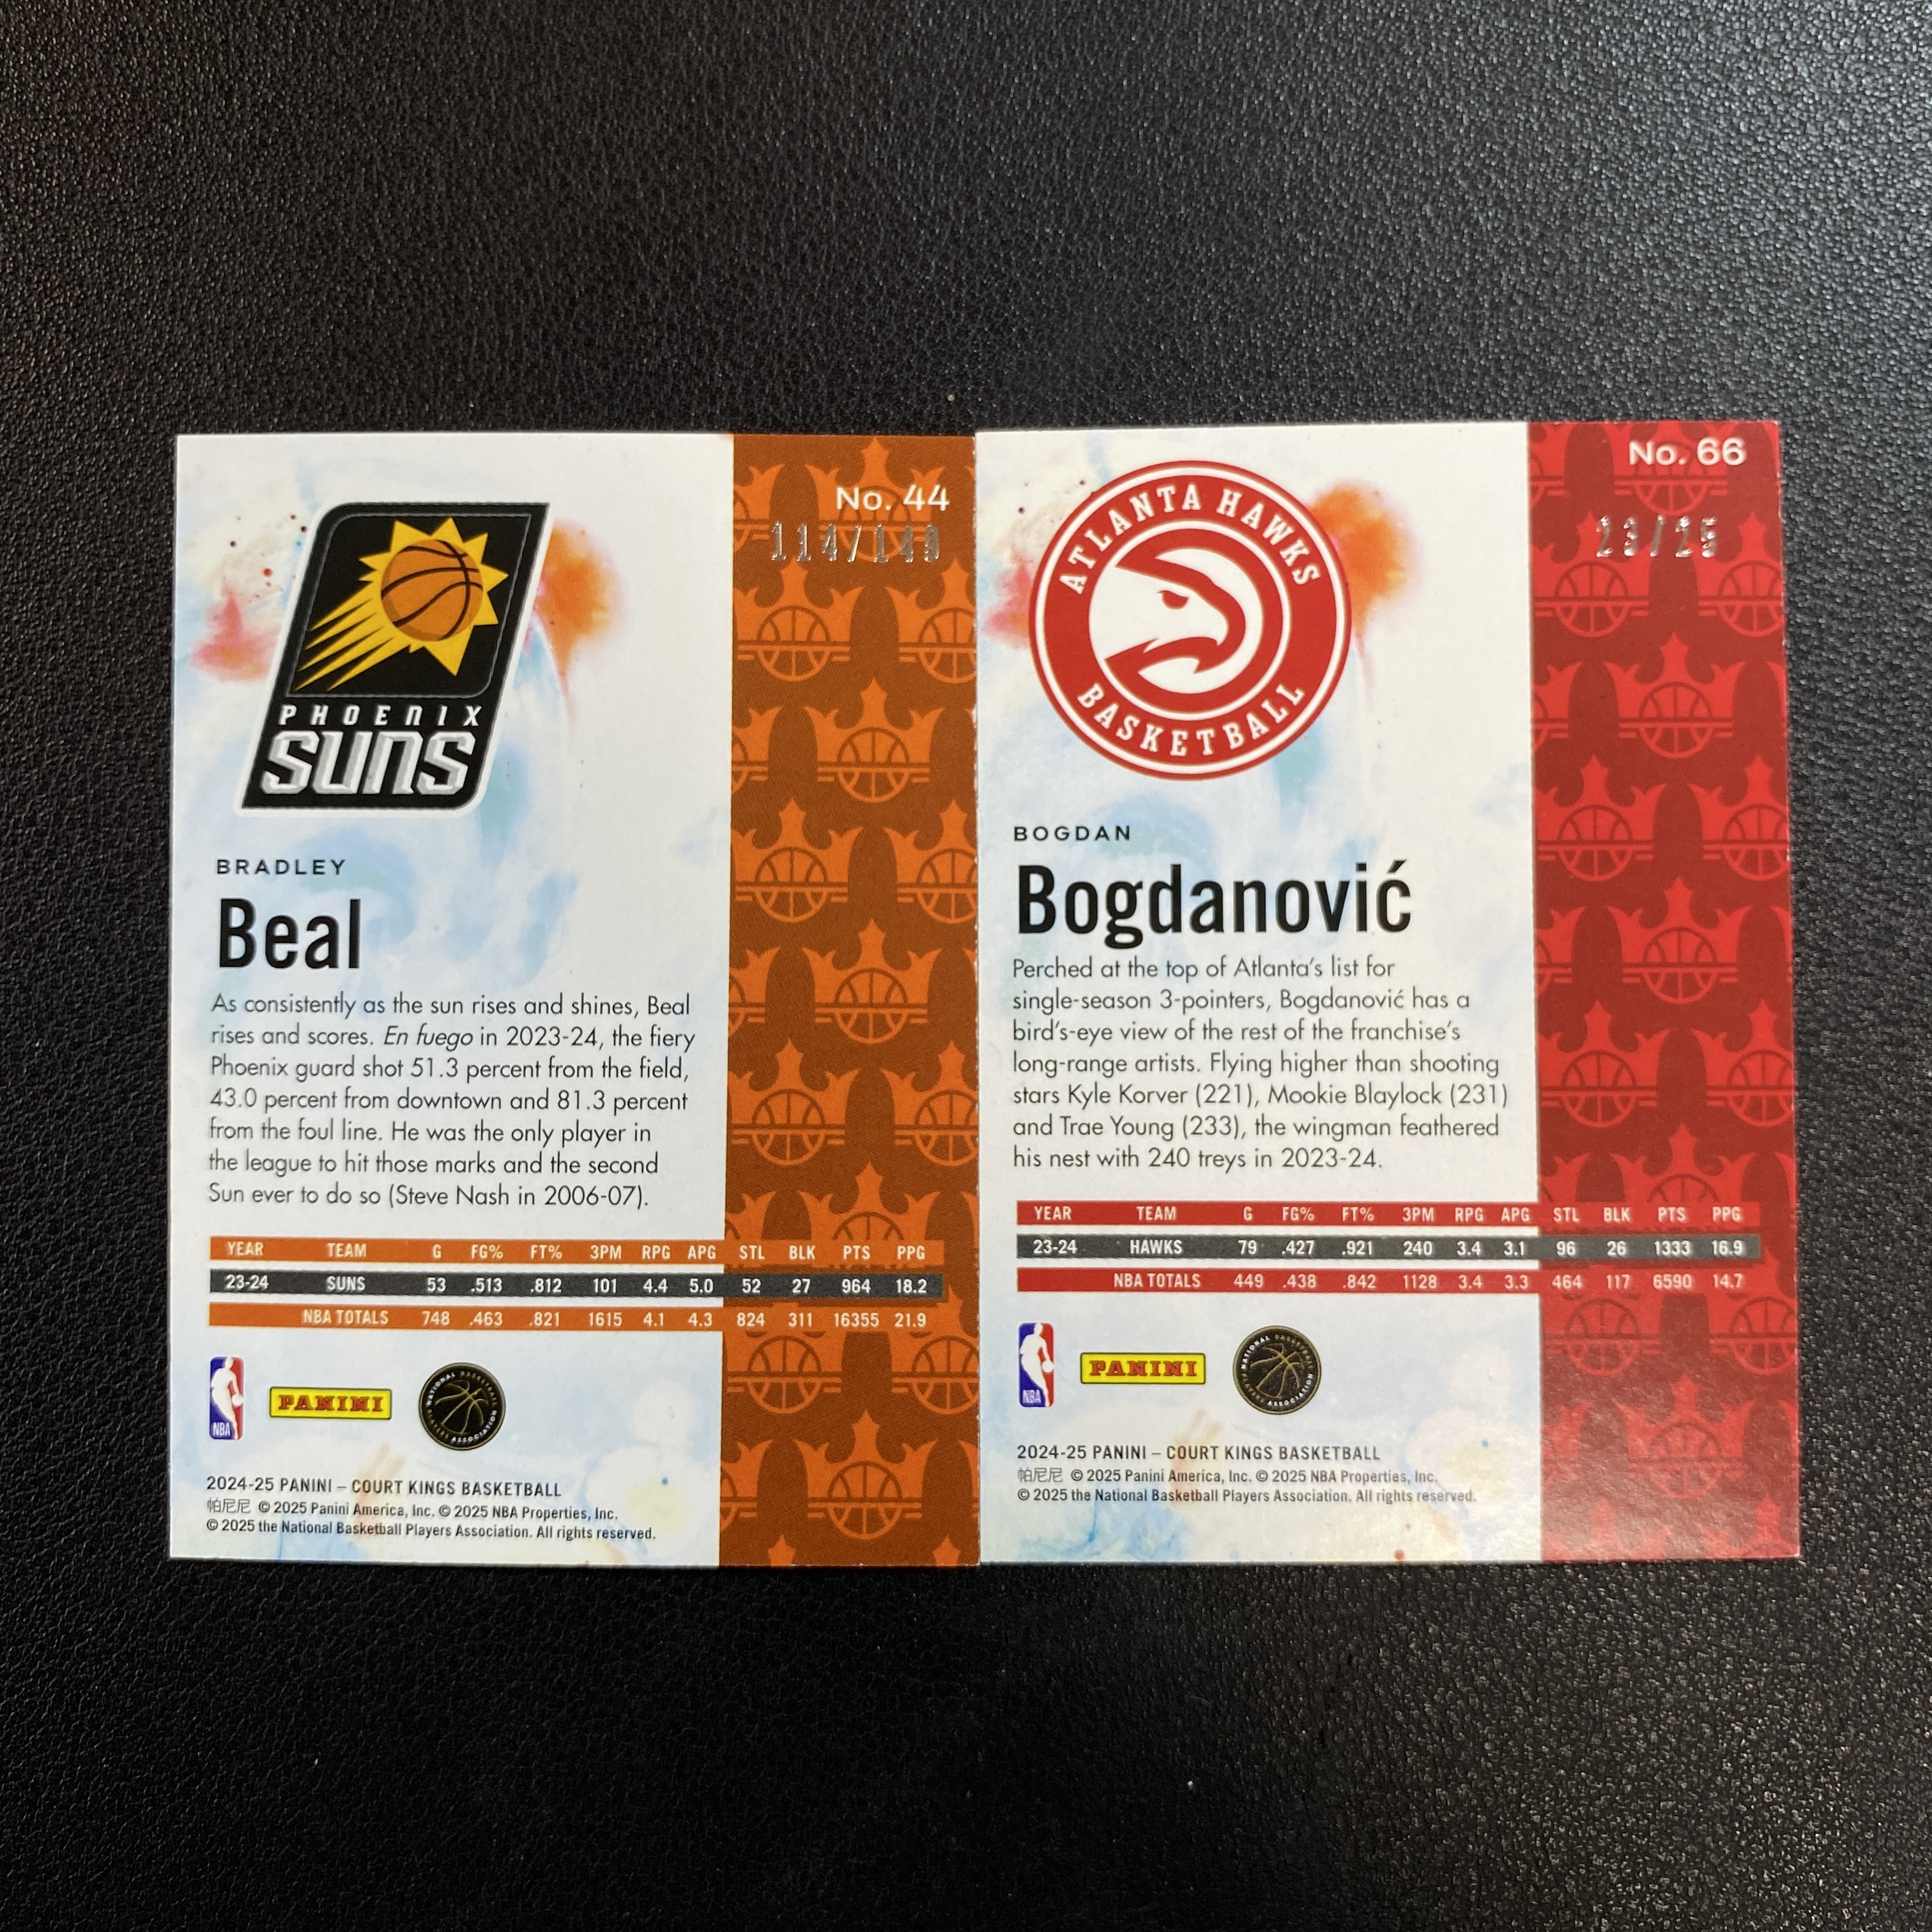 No. 44
114/149
PHOENIX
SUNS
BRADLEY
Beal
As consistently as the sun rises and shines, Beal
rises and scores. En fuego in 2023-24, the fiery
Phoenix guard shot 51.3 percent from the field,
43.0 percent from downtown and 81.3 percent
from the foul line. He was the only player in
the league to hit those marks and the second
Sun ever to do so (Steve Nash in 2006-07).
YEAR TEAM G FG% FT% 3PM RPG APG STL BLK PTS PPG
23-24 SUNS 53 .513 .812 101 4.4 5.0 52 27 964 18.2
NBA TOTALS 748 .463 .821 1615 4.1 4.3 824 311 16355 21.9
NBA
PANINI
NATIONAL BASKETBALL
PLAYERS ASSOCIATION
2024-25 PANINI – COURT KINGS BASKETBALL
帕尼尼 © 2025 Panini America, Inc. © 2025 NBA Properties, Inc.
© 2025 the National Basketball Players Association. All rights reserved.
No. 66
23/25
ATLANTA HAWKS
BASKETBALL
BOGDAN
Bogdanović
Perched at the top of Atlanta's list for
single-season 3-pointers, Bogdanović has a
bird's-eye view of the rest of the franchise's
long-range artists. Flying higher than shooting
stars Kyle Korver (221), Mookie Blaylock (231)
and Trae Young (233), the wingman feathered
his nest with 240 treys in 2023-24.
YEAR TEAM G FG% FT% 3PM RPG APG STL BLK PTS PPG
23-24 HAWKS 79 .427 .921 240 3.4 3.1 96 26 1333 16.9
NBA TOTALS 449 .438 .842 1128 3.4 3.3 464 117 6590 14.7
NBA
PANINI
NATIONAL BASKETBALL
PLAYERS ASSOCIATION
2024-25 PANINI – COURT KINGS BASKETBALL
帕尼尼 © 2025 Panini America, Inc. © 2025 NBA Properties, Inc.
© 2025 the National Basketball Players Association. All rights reserved.